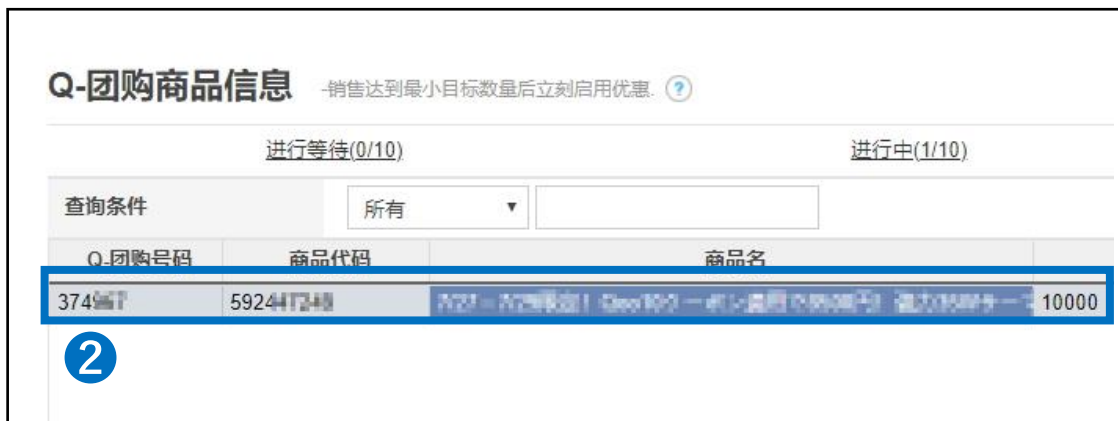 Q-团购商品信息 -销售达到最小目标数量后立刻启用优惠. ?
进行等待(0/10) 进行中(1/10)
查询条件 所有 ▼
Q-团购号码 商品代码 商品名
374 592 10000
2